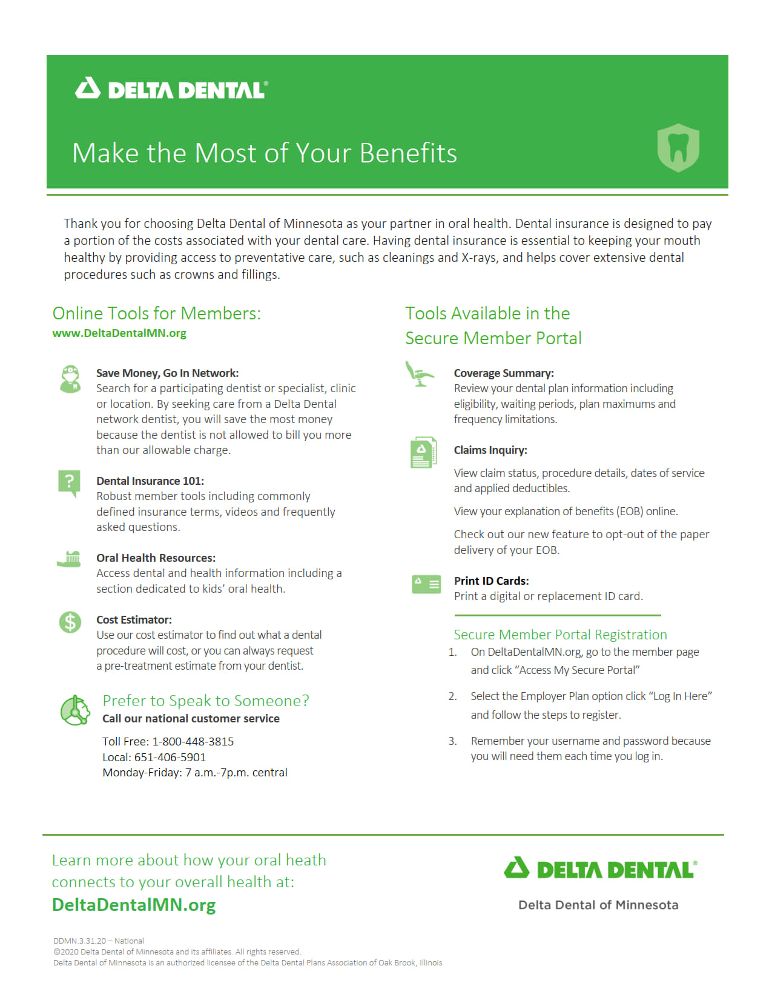 DELTA DENTAL®
Make the Most of Your Benefits
Thank you for choosing Delta Dental of Minnesota as your partner in oral health. Dental insurance is designed to pay
a portion of the costs associated with your dental care. Having dental insurance is essential to keeping your mouth
healthy by providing access to preventative care, such as cleanings and X-rays, and helps cover extensive dental
procedures such as crowns and fillings.
Online Tools for Members:
www.DeltaDentalMN.org
Save Money, Go In Network:
Search for a participating dentist or specialist, clinic
or location. By seeking care from a Delta Dental
network dentist, you will save the most money
because the dentist is not allowed to bill you more
than our allowable charge.
?
Dental Insurance 101:
Robust member tools including commonly
defined insurance terms, videos and frequently
asked questions.
Oral Health Resources:
Access dental and health information including a
section dedicated to kids’ oral health.
$
Cost Estimator:
Use our cost estimator to find out what a dental
procedure will cost, or you can always request
a pre-treatment estimate from your dentist.
Prefer to Speak to Someone?
Call our national customer service
Toll Free: 1-800-448-3815
Local: 651-406-5901
Monday-Friday: 7 a.m.-7p.m. central
Tools Available in the
Secure Member Portal
Coverage Summary:
Review your dental plan information including
eligibility, waiting periods, plan maximums and
frequency limitations.
Claims Inquiry:
View claim status, procedure details, dates of service
and applied deductibles.
View your explanation of benefits (EOB) online.
Check out our new feature to opt-out of the paper
delivery of your EOB.
Print ID Cards:
Print a digital or replacement ID card.
Secure Member Portal Registration
1. On DeltaDentalMN.org, go to the member page
and click “Access My Secure Portal”
2. Select the Employer Plan option click “Log In Here”
and follow the steps to register.
3. Remember your username and password because
you will need them each time you log in.
Learn more about how your oral heath
connects to your overall health at:
DeltaDentalMN.org
DELTA DENTAL®
Delta Dental of Minnesota
DDMN.3.31.20 – National
©2020 Delta Dental of Minnesota and its affiliates. All rights reserved.
Delta Dental of Minnesota is an authorized licensee of the Delta Dental Plans Association of Oak Brook, Illinois